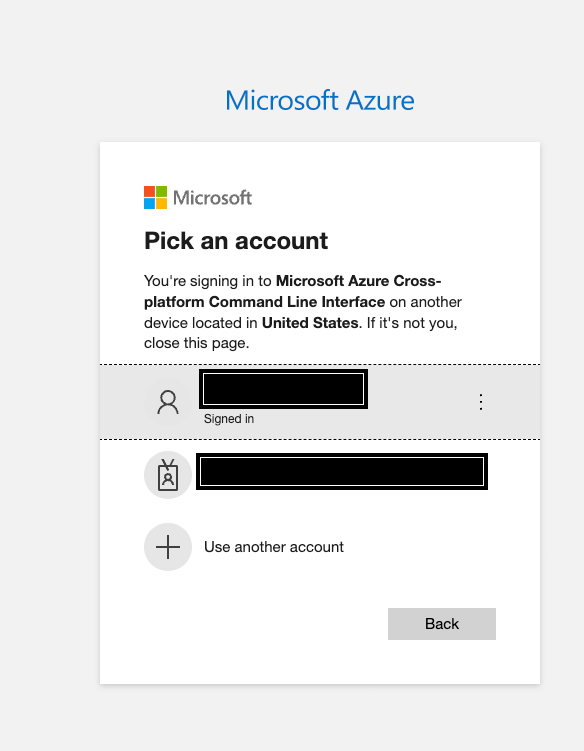 Microsoft Azure
Microsoft
Pick an account
You're signing in to Microsoft Azure Cross-
platform Command Line Interface on another
device located in United States. If it's not you,
close this page.
Signed in
Use another account
Back